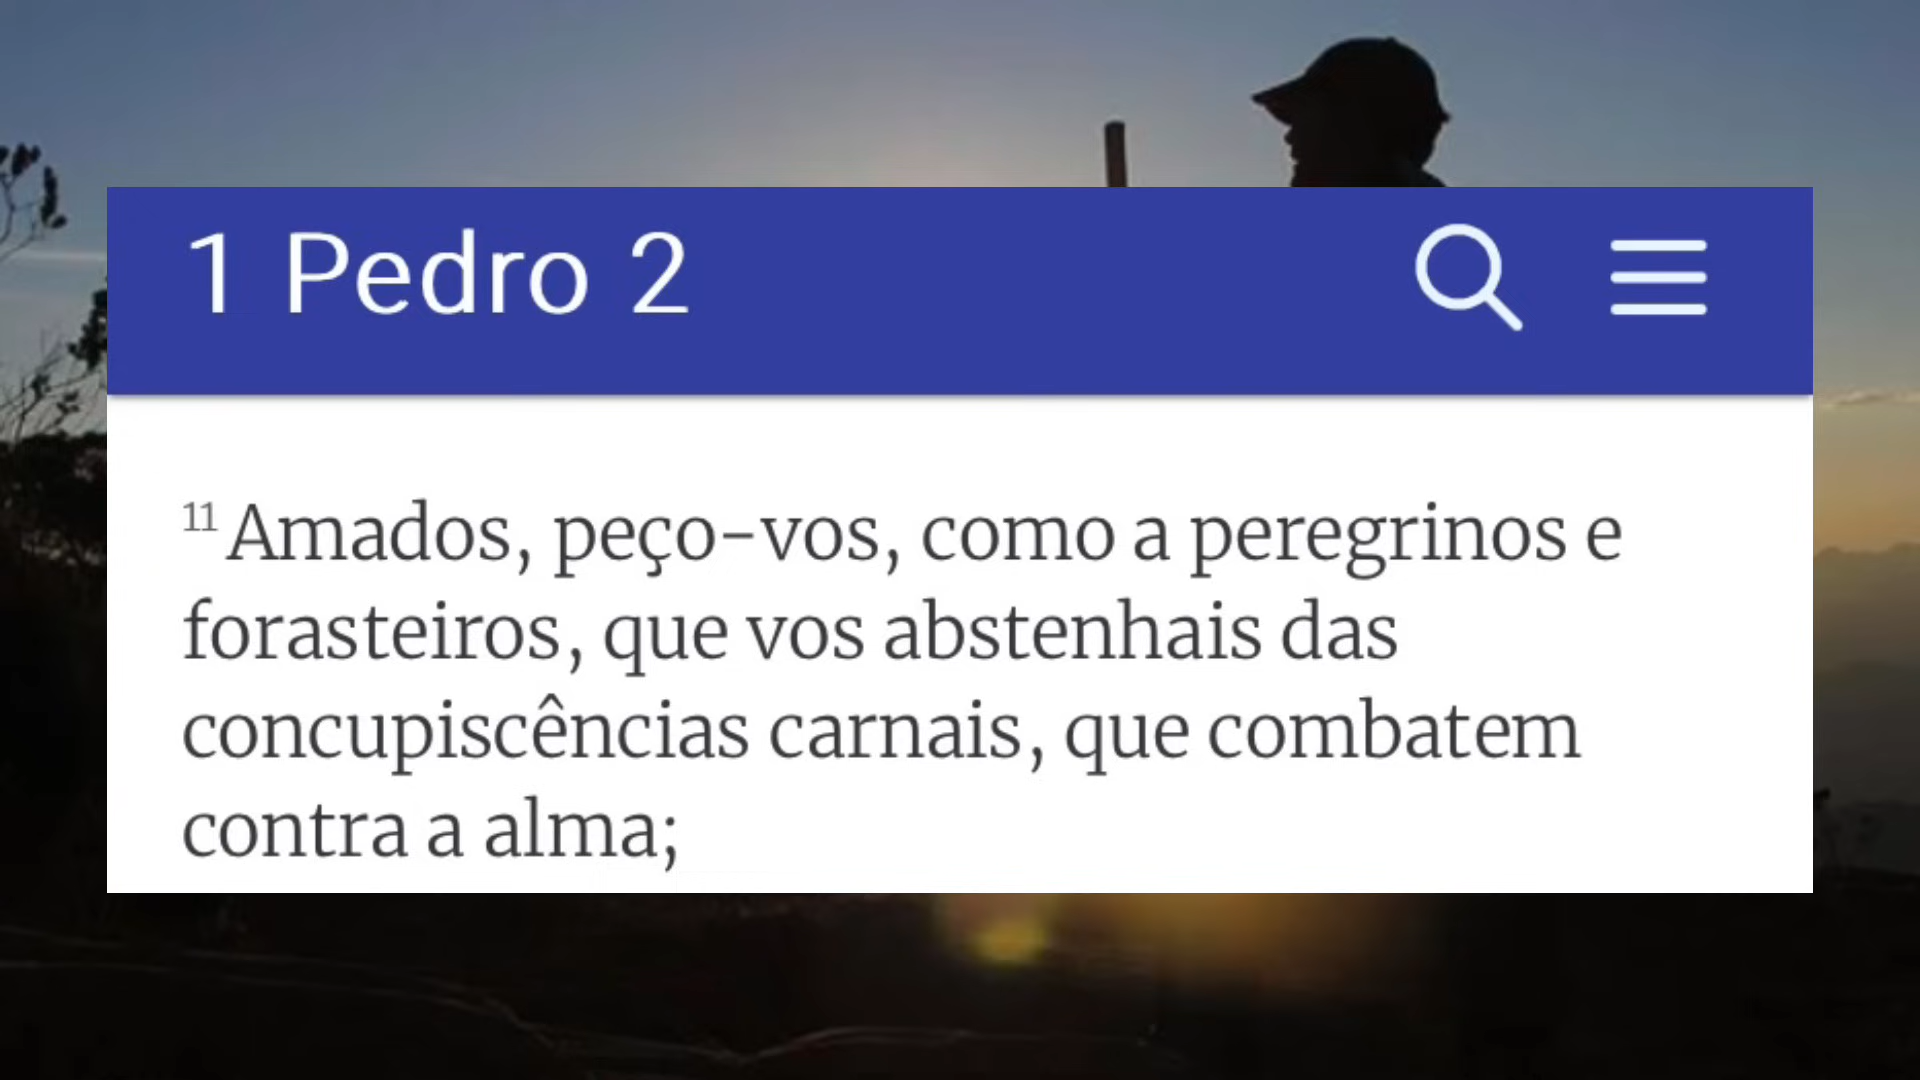 1 Pedro 2
11 Amados, peço-vos, como a peregrinos e
forasteiros, que vos abstenhais das
concupiscências carnais, que combatem
contra a alma;